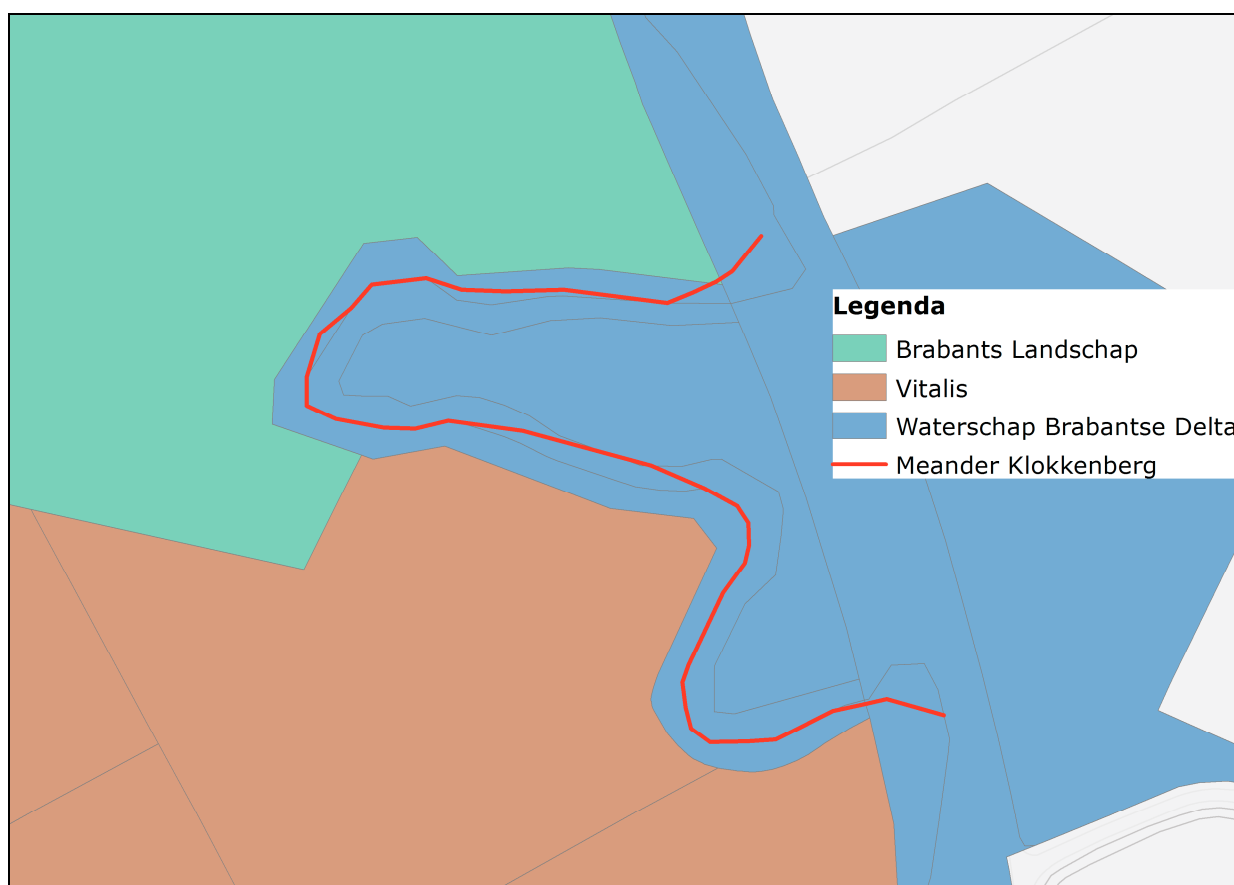 Legenda
Brabants Landschap
Vitalis
Waterschap Brabantse Delta
Meander Klokkenberg